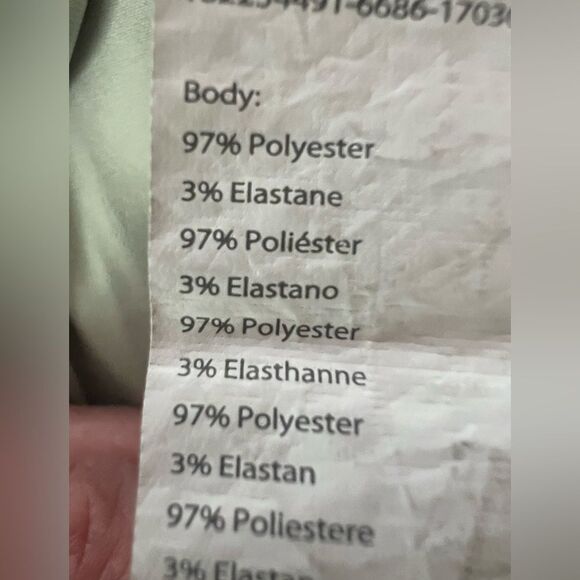 Body:
97% Polyester
3% Elastane
97% Poliéster
3% Elastano
97% Polyester
3% Elasthanne
97% Polyester
3% Elastan
97% Poliestere
3%